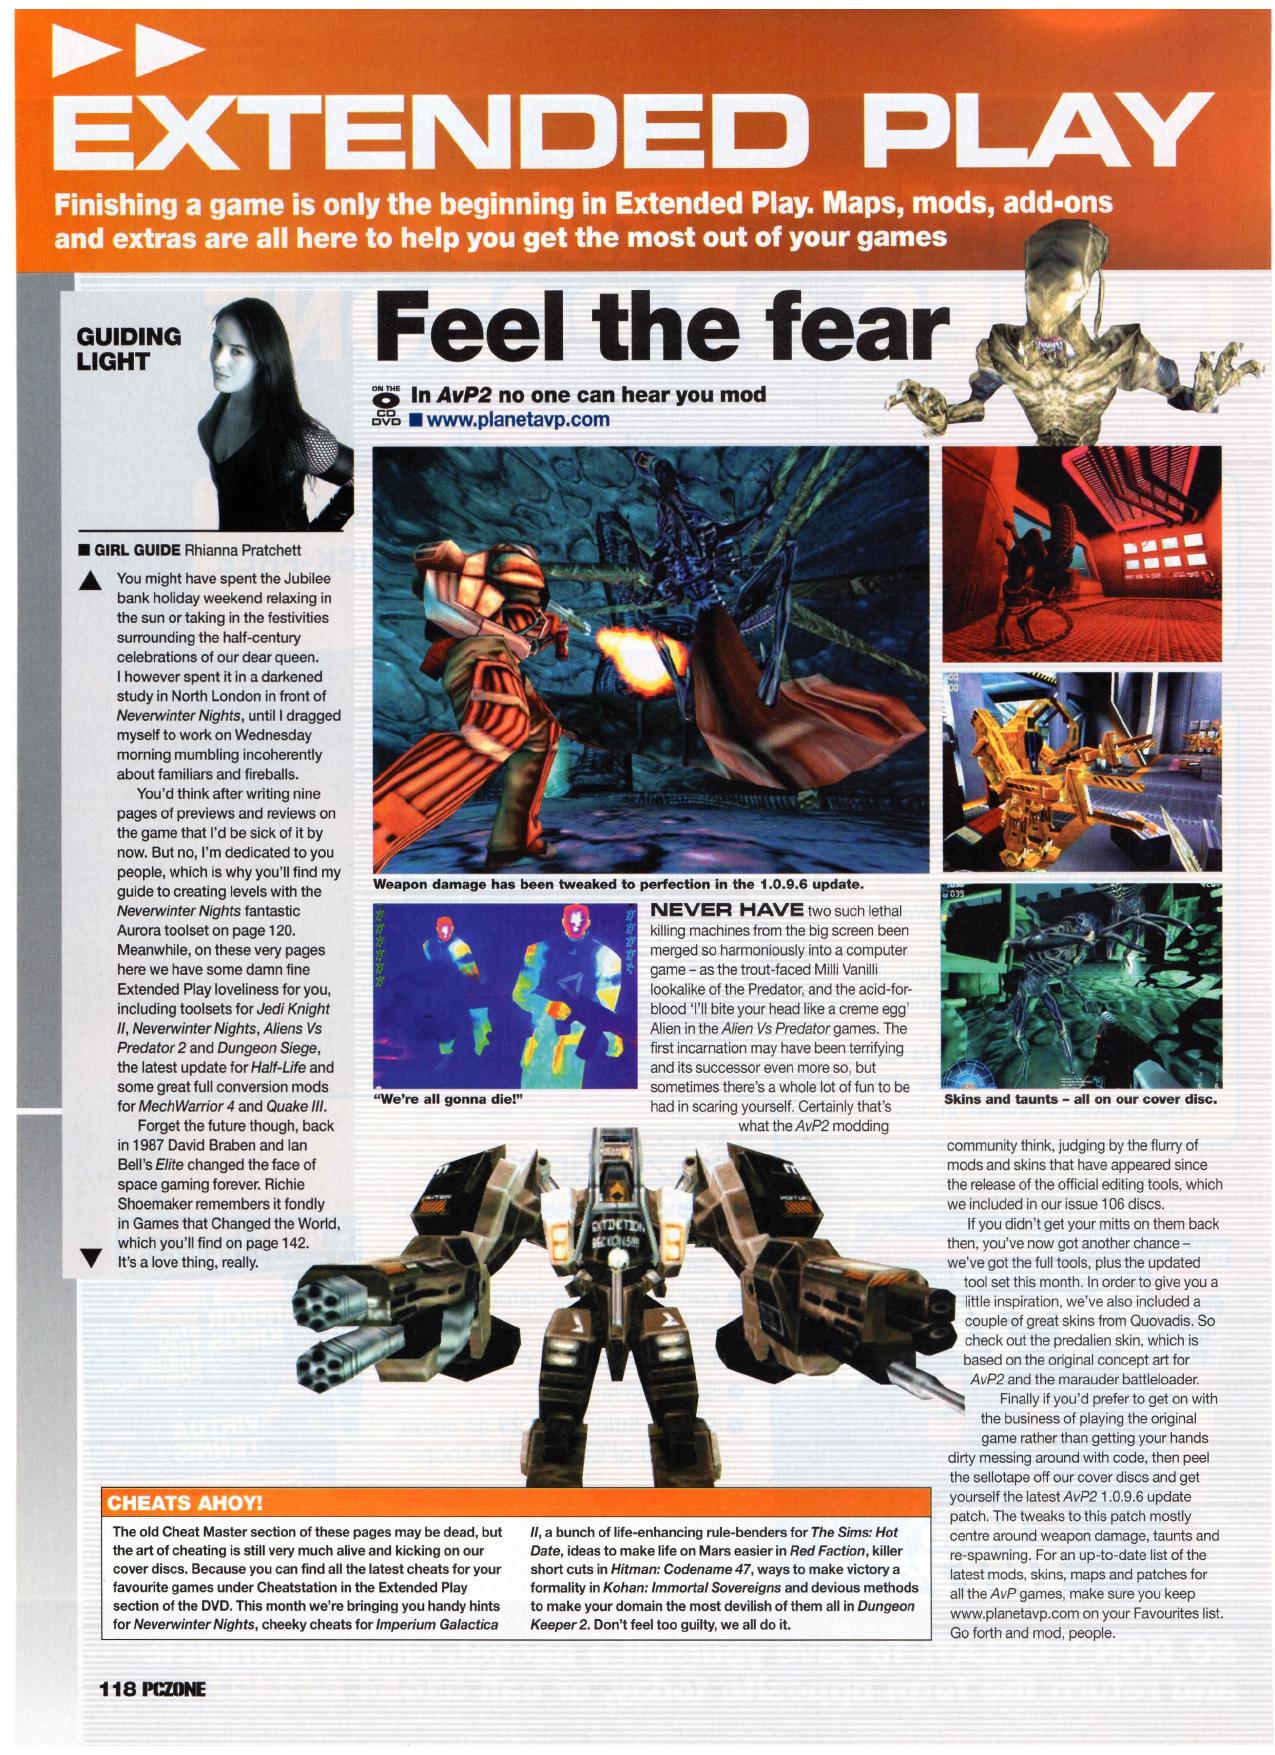 EXTENDED PLAY
Finishing a game is only the beginning in Extended Play. Maps, mods, add-ons
and extras are all here to help you get the most out of your games
GUIDING
LIGHT
■ GIRL GUIDE Rhianna Pratchett
You might have spent the Jubilee
bank holiday weekend relaxing in
the sun or taking in the festivities
surrounding the half-century
celebrations of our dear queen.
I however spent it in a darkened
study in North London in front of
Neverwinter Nights, until I dragged
myself to work on Wednesday
morning mumbling incoherently
about familiars and fireballs.
You'd think after writing nine
pages of previews and reviews on
the game that I'd be sick of it by
now. But no, I'm dedicated to you
people, which is why you'll find my
guide to creating levels with the
Neverwinter Nights fantastic
Aurora toolset on page 120.
Meanwhile, on these very pages
here we have some damn fine
Extended Play loveliness for you,
including toolsets for Jedi Knight
II, Neverwinter Nights, Aliens Vs
Predator 2 and Dungeon Siege,
the latest update for Half-Life and
some great full conversion mods
for MechWarrior 4 and Quake III.
Forget the future though, back
in 1987 David Braben and Ian
Bell's Elite changed the face of
space gaming forever. Richie
Shoemaker remembers it fondly
in Games that Changed the World,
which you'll find on page 142.
It's a love thing, really.
Feel the fear
ON THE
CD
DVD
In AvP2 no one can hear you mod
■ www.planetavp.com
Weapon damage has been tweaked to perfection in the 1.0.9.6 update.
"We're all gonna die!"
Skins and taunts – all on our cover disc.
NEVER HAVE two such lethal
killing machines from the big screen been
merged so harmoniously into a computer
game – as the trout-faced Milli Vanilli
lookalike of the Predator, and the acid-for-
blood 'I'll bite your head like a creme egg'
Alien in the Alien Vs Predator games. The
first incarnation may have been terrifying
and its successor even more so, but
sometimes there's a whole lot of fun to be
had in scaring yourself. Certainly that's
what the AvP2 modding
community think, judging by the flurry of
mods and skins that have appeared since
the release of the official editing tools, which
we included in our issue 106 discs.
If you didn't get your mitts on them back
then, you've now got another chance –
we've got the full tools, plus the updated
tool set this month. In order to give you a
little inspiration, we've also included a
couple of great skins from Quovadis. So
check out the predalien skin, which is
based on the original concept art for
AvP2 and the marauder battleloader.
Finally if you'd prefer to get on with
the business of playing the original
game rather than getting your hands
dirty messing around with code, then peel
the sellotape off our cover discs and get
yourself the latest AvP2 1.0.9.6 update
patch. The tweaks to this patch mostly
centre around weapon damage, taunts and
re-spawning. For an up-to-date list of the
latest mods, skins, maps and patches for
all the AvP games, make sure you keep
www.planetavp.com on your Favourites list.
Go forth and mod, people.
EXTINCTION
CHEATS AHOY!
The old Cheat Master section of these pages may be dead, but
the art of cheating is still very much alive and kicking on our
cover discs. Because you can find all the latest cheats for your
favourite games under Cheatstation in the Extended Play
section of the DVD. This month we're bringing you handy hints
for Neverwinter Nights, cheeky cheats for Imperium Galactica
II, a bunch of life-enhancing rule-benders for The Sims: Hot
Date, ideas to make life on Mars easier in Red Faction, killer
short cuts in Hitman: Codename 47, ways to make victory a
formality in Kohan: Immortal Sovereigns and devious methods
to make your domain the most devilish of them all in Dungeon
Keeper 2. Don't feel too guilty, we all do it.
118 PCZONE